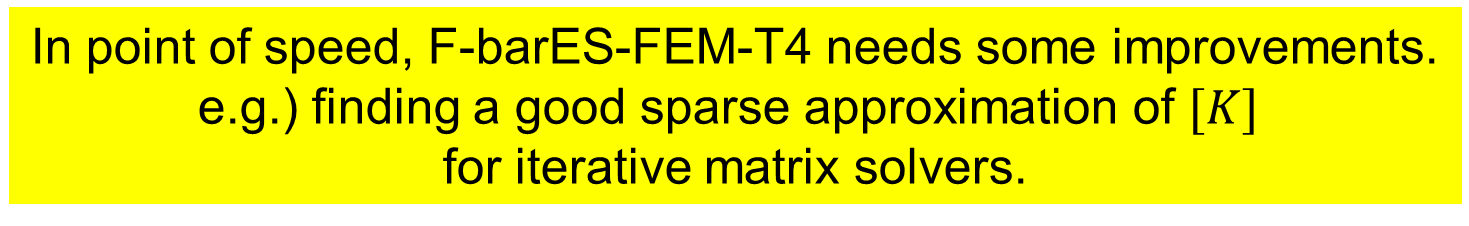 In point of speed, F-barES-FEM-T4 needs some improvements.
e.g.) finding a good sparse approximation of [K]
for iterative matrix solvers.